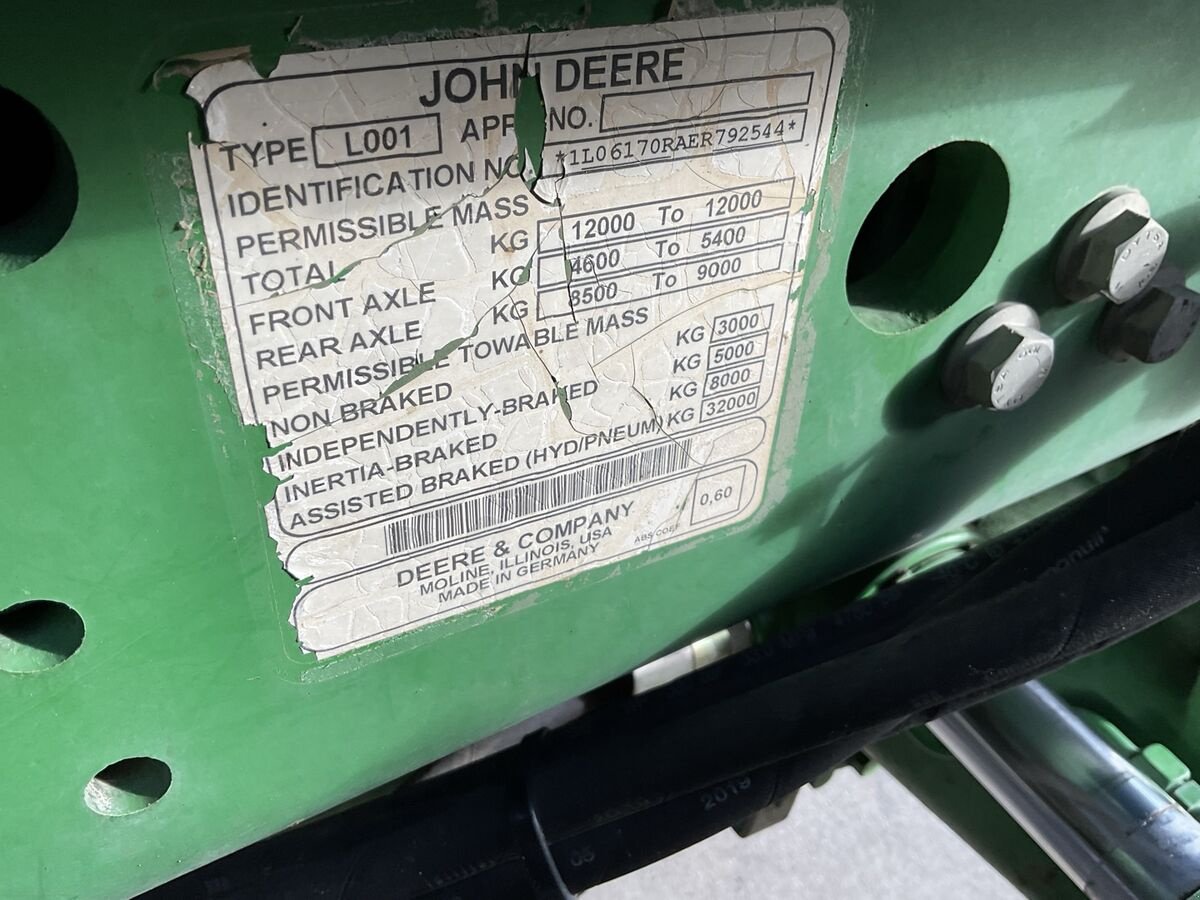 JOHN DEERE
TYPE L001 APP NO.
IDENTIFICATION NO. *1L06170RAER792544*
PERMISSIBLE MASS
TOTAL KG 12000 To 12000
FRONT AXLE KG 4600 To 5400
REAR AXLE KG 8500 To 9000
PERMISSIBLE TOWABLE MASS
NON BRAKED KG 3000
INDEPENDENTLY-BRAKED KG 5000
INERTIA-BRAKED KG 8000
ASSISTED BRAKED (HYD/PNEUM) KG 32000
DEERE & COMPANY
MOLINE, ILLINOIS, USA
MADE IN GERMANY
ABS/COEF. 0,60
2019
05